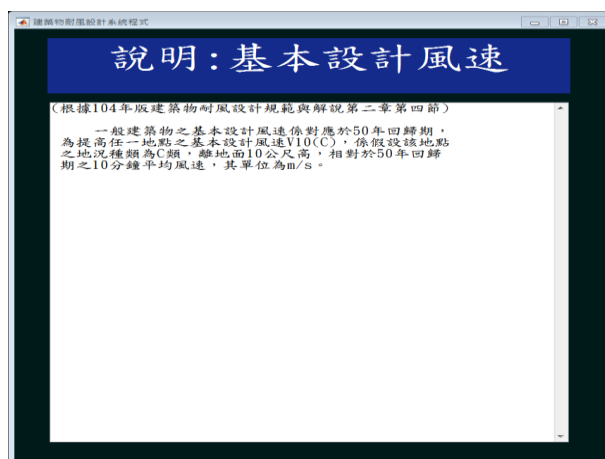 建築物耐風設計系統程式
說明:基本設計風速
(根據104年版建築物耐風設計規範與解說第二章第四節)
一般建築物之基本設計風速係對應於50年回歸期，
為提高任一地點之基本設計風速V10(C)，係假設該地點
之地況種類為C類，離地面10公尺高，相對於50年回歸
期之10分鐘平均風速，其單位為m/s。